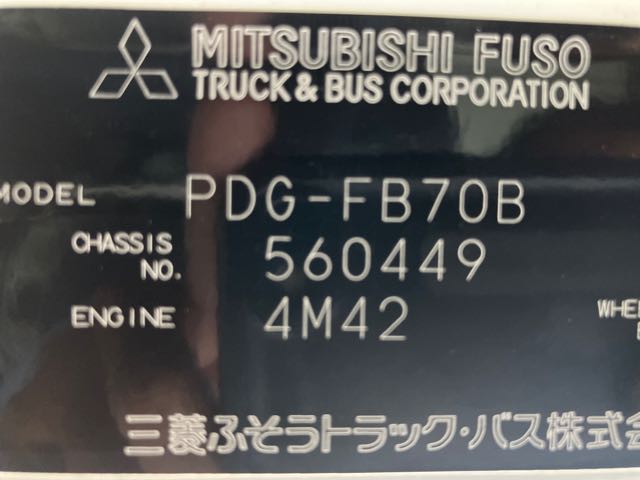 MITSUBISHI FUSO
TRUCK & BUS CORPORATION
MODEL PDG-FB70B
CHASSIS NO. 560449
ENGINE 4M42
三菱ふそうトラック・バス株式